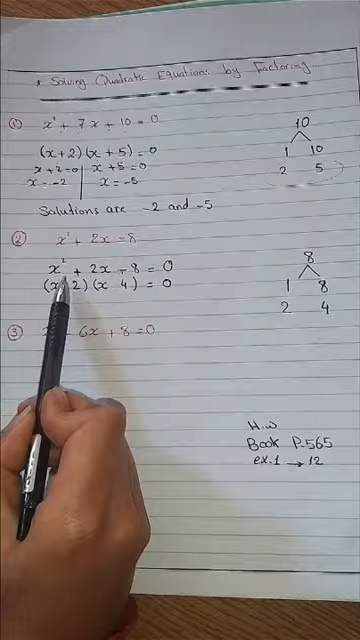 * Solving Quadratic Equations by Factoring
① x² + 7x + 10 = 0
(x+2)(x+5)=0
x+2=0 | x+5=0
x=-2 | x=-5
Solutions are -2 and -5
10
1 10
2 5
② x² + 2x = 8
x² + 2x - 8 = 0
(x 2)(x 4) = 0
8
1 8
2 4
③ 6x + 8 = 0
H.W
Book P.565
ex.1 → 12